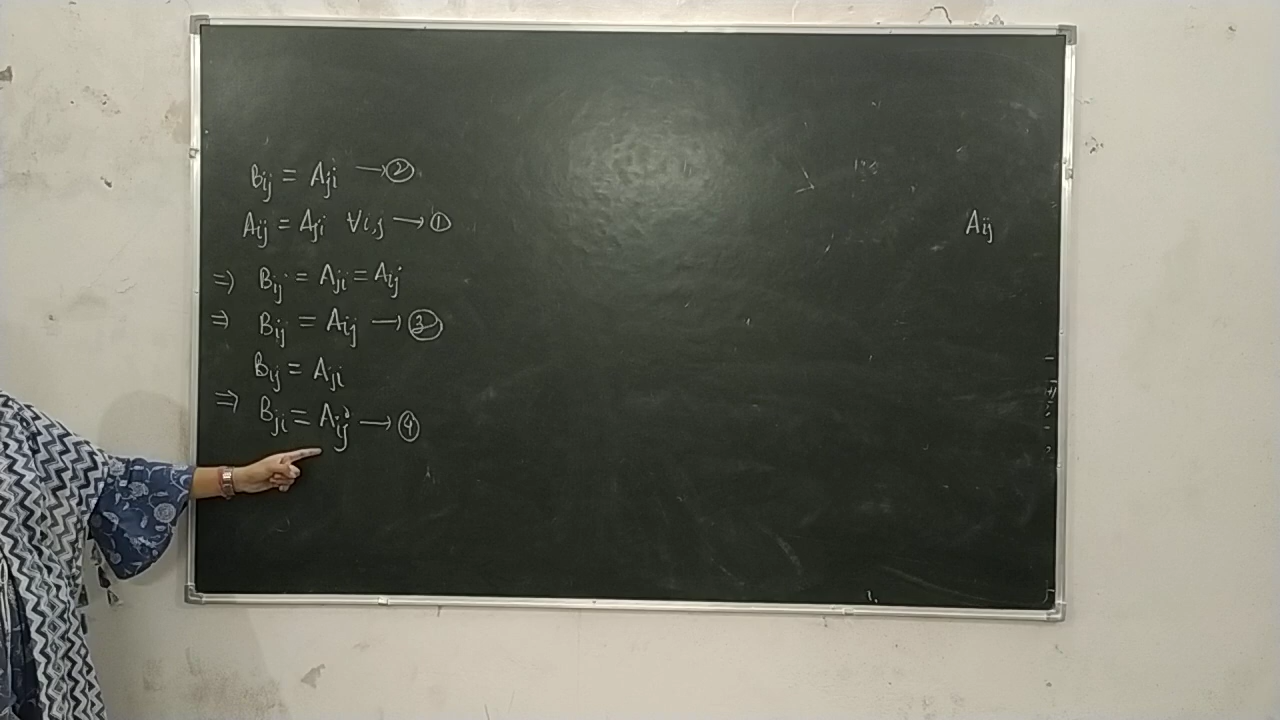 Bij = Aji → ②
Aij = Aji ∀i,j → ①
⇒ Bij = Aji = Aij
⇒ Bij = Aij → ③
Bij = Aji
⇒ Bji = Aij → ④
Aij